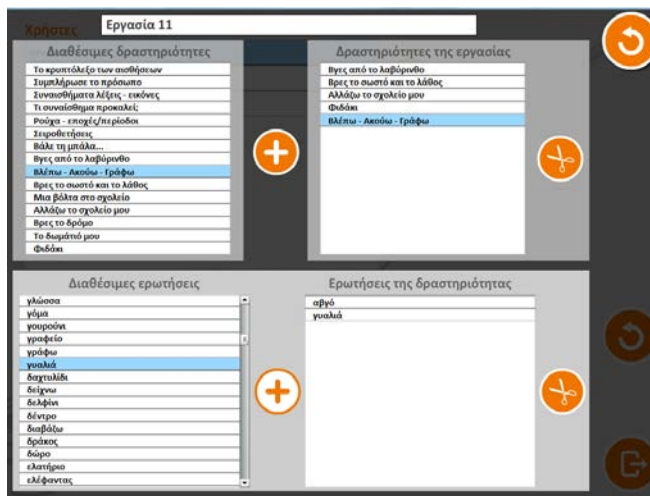 Χρήστες
Εργασία 11
Διαθέσιμες δραστηριότητες
Το κρυπτόλεξο των αισθήσεων
Συμπλήρωσε το πρόσωπο
Συναισθήματα λέξεις - εικόνες
Τι συναίσθημα προκαλεί;
Ρούχα - εποχές/περίοδοι
Σειροθετήσεις
Βάλε τη μπάλα...
Βγες από το λαβύρινθο
Βλέπω - Ακούω - Γράφω
Βρες το σωστό και το λάθος
Μια βόλτα στο σχολείο
Αλλάζω το σχολείο μου
Βρες το δρόμο
Το δωμάτιό μου
Φιδάκι
Δραστηριότητες της εργασίας
Βγες από το λαβύρινθο
Βρες το σωστό και το λάθος
Αλλάζω το σχολείο μου
Φιδάκι
Βλέπω - Ακούω - Γράφω
Διαθέσιμες ερωτήσεις
γλώσσα
γόμα
γουρούνι
γραφείο
γράφω
γυαλιά
δαχτυλίδι
δείχνω
δελφίνι
δέντρο
διαβάζω
δράκος
δώρο
ελατήριο
ελέφαντας
Ερωτήσεις της δραστηριότητας
αβγό
γυαλιά